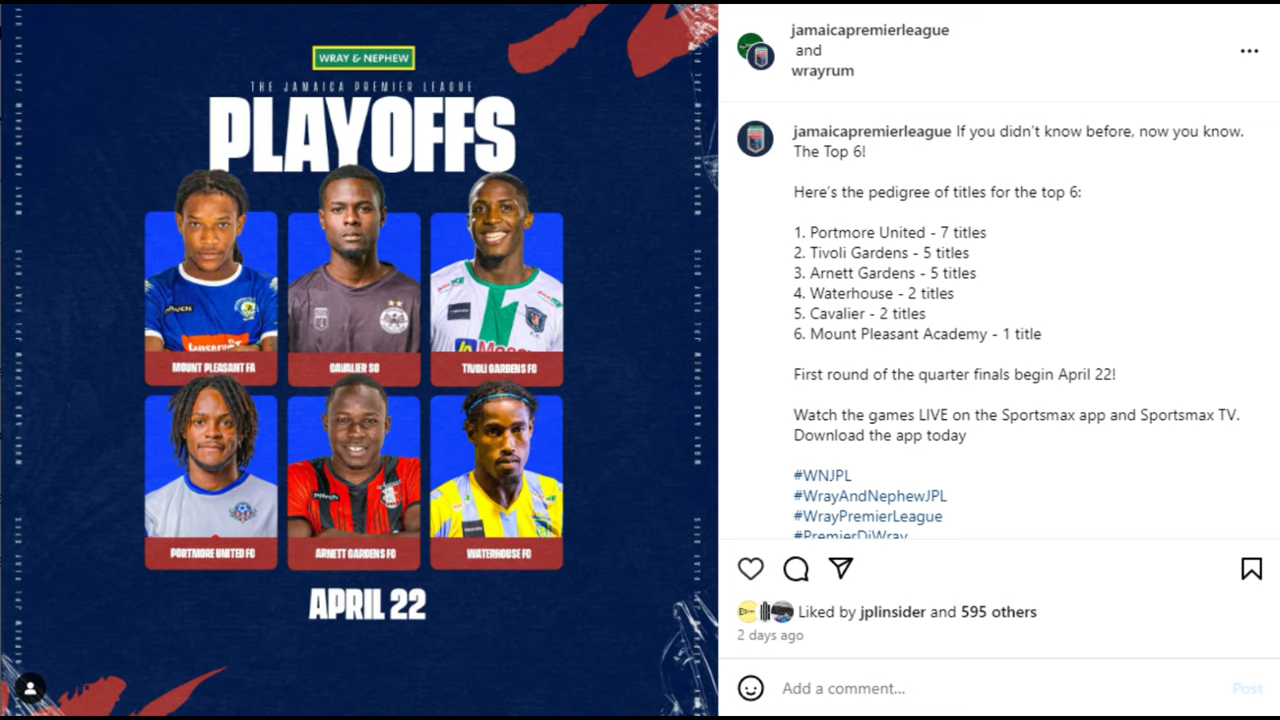 WRAY & NEPHEW
THE JAMAICA PREMIER LEAGUE
PLAYOFFS
MOUNT PLEASANT FA
CAVALIER SC
TIVOLI GARDENS FC
PORTMORE UNITED FC
ARNETT GARDENS FC
WATERHOUSE FC
APRIL 22
jamaicapremierleague
and
wrayrum
jamaicapremierleague If you didn't know before, now you know.
The Top 6!
Here's the pedigree of titles for the top 6:
1. Portmore United - 7 titles
2. Tivoli Gardens - 5 titles
3. Arnett Gardens - 5 titles
4. Waterhouse - 2 titles
5. Cavalier - 2 titles
6. Mount Pleasant Academy - 1 title
First round of the quarter finals begin April 22!
Watch the games LIVE on the Sportsmax app and Sportsmax TV.
Download the app today
#WNJPL
#WrayAndNephewJPL
#WrayPremierLeague
#PremierDiWray
Liked by jplinsider and 595 others
2 days ago
Add a comment...
Post